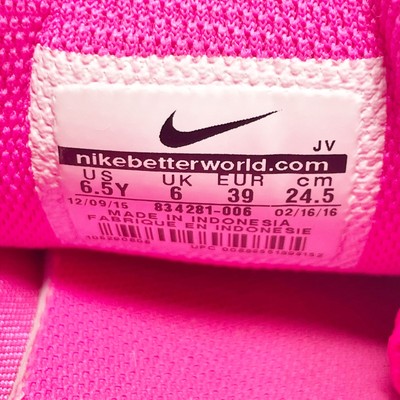 JV
nikebetterworld.com
US UK EUR cm
6.5Y 6 39 24.5
12/09/15 834281-006 02/16/16
MADE IN INDONESIA
FABRIQUE EN INDONESIE